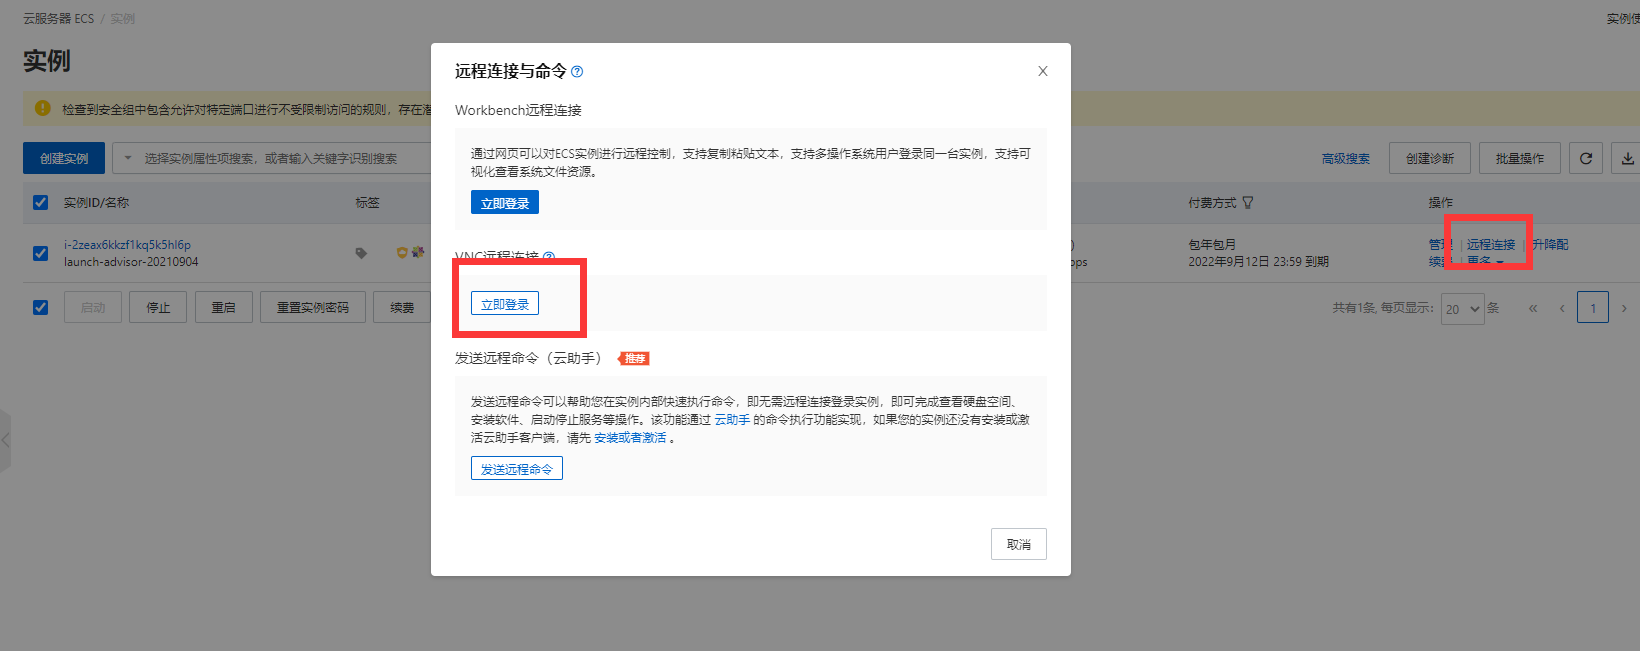 云服务器 ECS / 实例
实例使
实例
检查到安全组中包含允许对特定端口进行不受限制访问的规则，存在潜
创建实例
选择实例属性项搜索，或者输入关键字识别搜索
高级搜索
创建诊断
批量操作
实例ID/名称
标签
付费方式
操作
i-2zeax6kkzf1kq5k5hl6p
launch-advisor-20210904
)
ops
包年包月
2022年9月12日 23:59 到期
管理 | 远程连接 | 升降配
续费 | 更多
启动
停止
重启
重置实例密码
续费
共有1条, 每页显示:
20
条
«
‹
1
›
远程连接与命令
X
Workbench远程连接
通过网页可以对ECS实例进行远程控制，支持复制粘贴文本，支持多操作系统用户登录同一台实例，支持可
视化查看系统文件资源。
立即登录
VNC远程连接
立即登录
发送远程命令（云助手）
推荐
发送远程命令可以帮助您在实例内部快速执行命令，即无需远程连接登录实例，即可完成查看硬盘空间、
安装软件、启动停止服务等操作。该功能通过 云助手 的命令执行功能实现，如果您的实例还没有安装或激
活云助手客户端，请先 安装或者激活 。
发送远程命令
取消